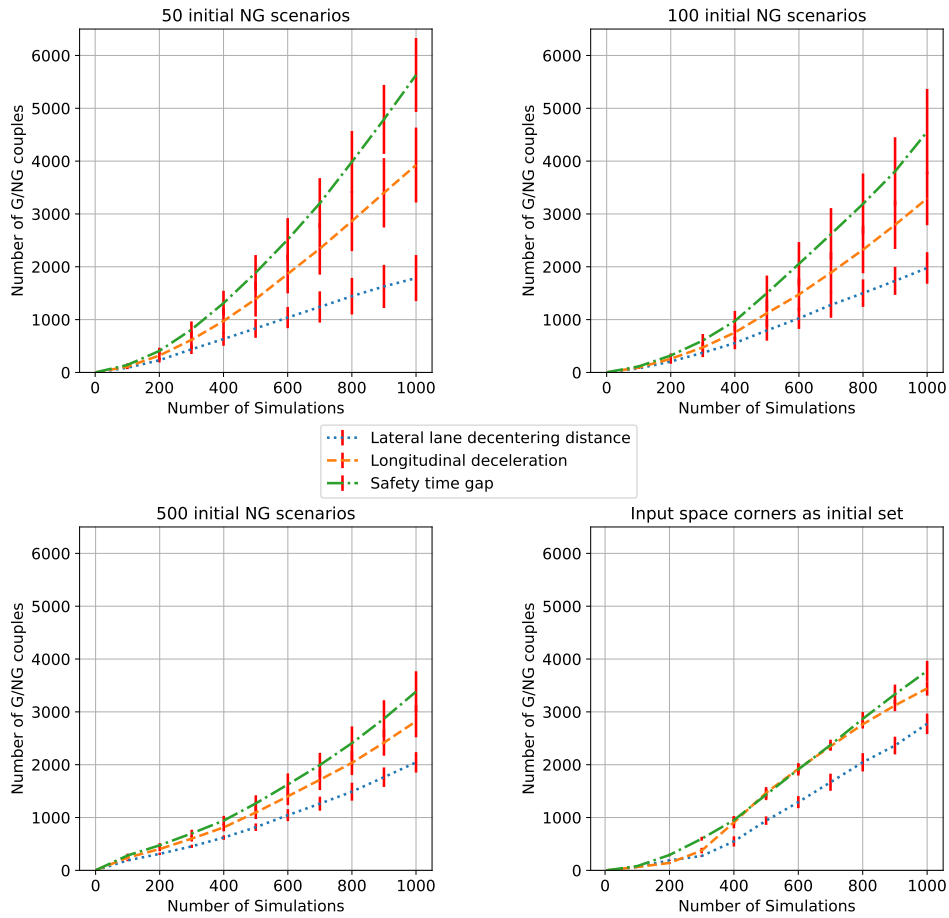 50 initial NG scenarios
Number of G/NG couples
6000
5000
4000
3000
2000
1000
0
0 200 400 600 800 1000
Number of Simulations
100 initial NG scenarios
Number of G/NG couples
6000
5000
4000
3000
2000
1000
0
0 200 400 600 800 1000
Number of Simulations
Lateral lane decentering distance
Longitudinal deceleration
Safety time gap
500 initial NG scenarios
Number of G/NG couples
6000
5000
4000
3000
2000
1000
0
0 200 400 600 800 1000
Number of Simulations
Input space corners as initial set
Number of G/NG couples
6000
5000
4000
3000
2000
1000
0
0 200 400 600 800 1000
Number of Simulations